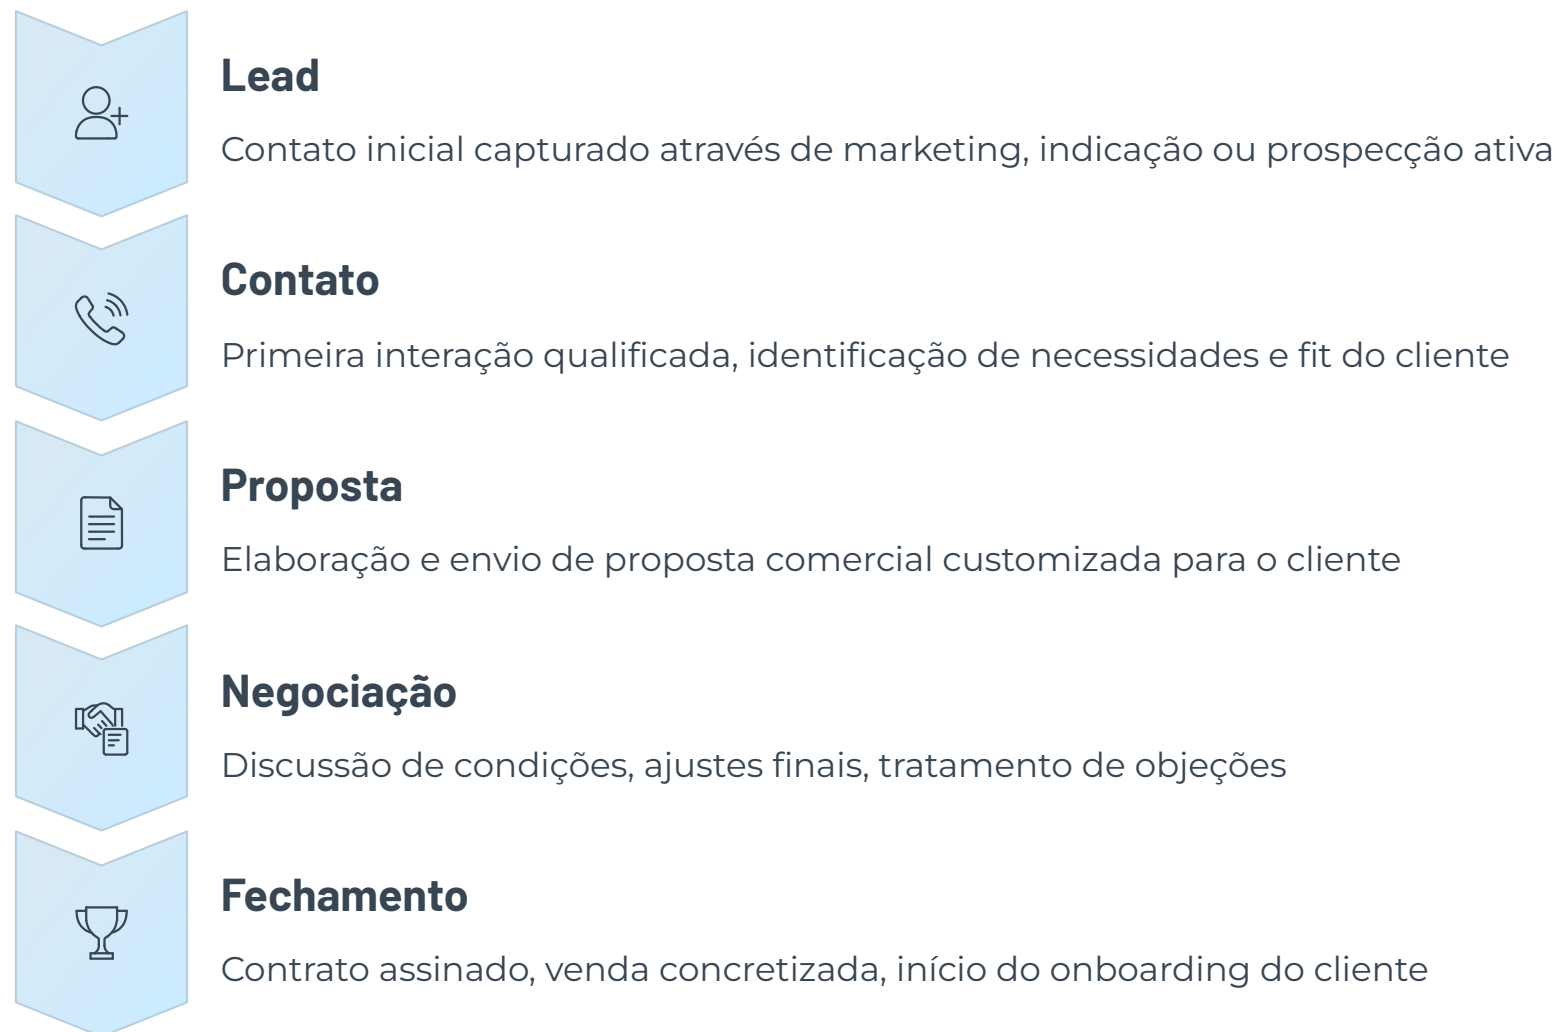 Lead
Contato inicial capturado através de marketing, indicação ou prospecção ativa
Contato
Primeira interação qualificada, identificação de necessidades e fit do cliente
Proposta
Elaboração e envio de proposta comercial customizada para o cliente
Negociação
Discussão de condições, ajustes finais, tratamento de objeções
Fechamento
Contrato assinado, venda concretizada, início do onboarding do cliente